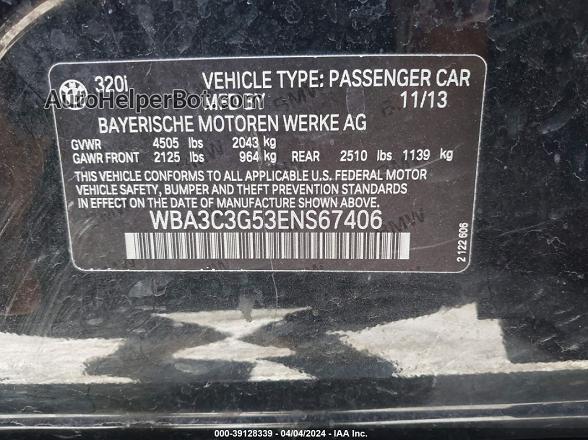 320i VEHICLE TYPE: PASSENGER CAR
AutoHelperBot.com
11/13
BAYERISCHE MOTOREN WERKE AG
GVWR 4505 lbs 2043 kg
GAWR FRONT 2125 lbs 964 kg REAR 2510 lbs 1139 kg
THIS VEHICLE CONFORMS TO ALL APPLICABLE U.S. FEDERAL MOTOR
VEHICLE SAFETY, BUMPER AND THEFT PREVENTION STANDARDS
IN EFFECT ON THE DATE OF MANUFACTURE SHOWN ABOVE.
WBA3C3G53ENS67406
2 122 606
000-39128339 - 04/04/2024 - IAA Inc.